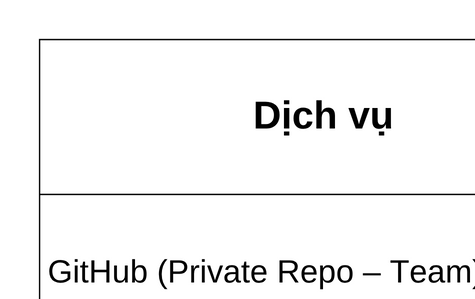 Dịch vụ
GitHub (Private Repo – Team)